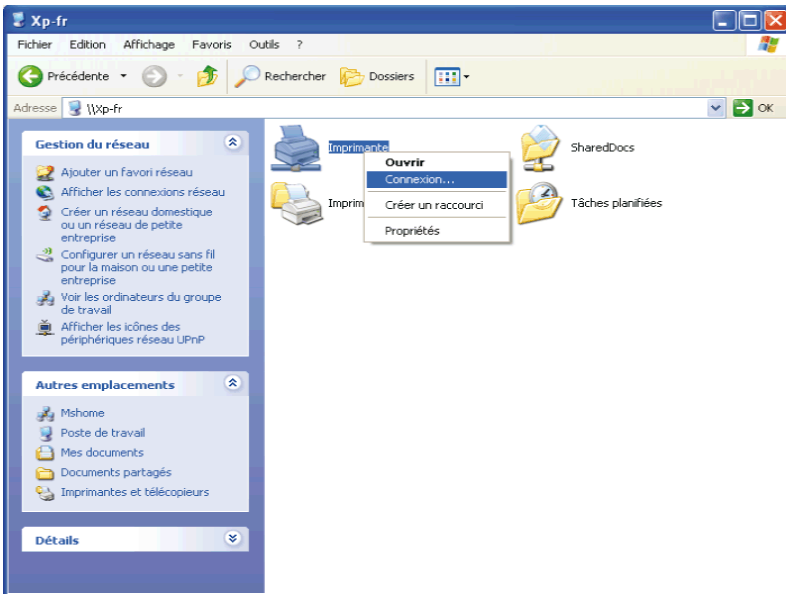 Xp-fr
Fichier Edition Affichage Favoris Outils ?
Précédente Rechercher Dossiers
Adresse \\Xp-fr OK
Gestion du réseau
Ajouter un favori réseau
Afficher les connexions réseau
Créer un réseau domestique
ou un réseau de petite
entreprise
Configurer un réseau sans fil
pour la maison ou une petite
entreprise
Voir les ordinateurs du groupe
de travail
Afficher les icônes des
périphériques réseau UPnP
Autres emplacements
Mshome
Poste de travail
Mes documents
Documents partagés
Imprimantes et télécopieurs
Détails
Imprimante
SharedDocs
Imprim
Tâches planifiées
Ouvrir
Connexion...
Créer un raccourci
Propriétés